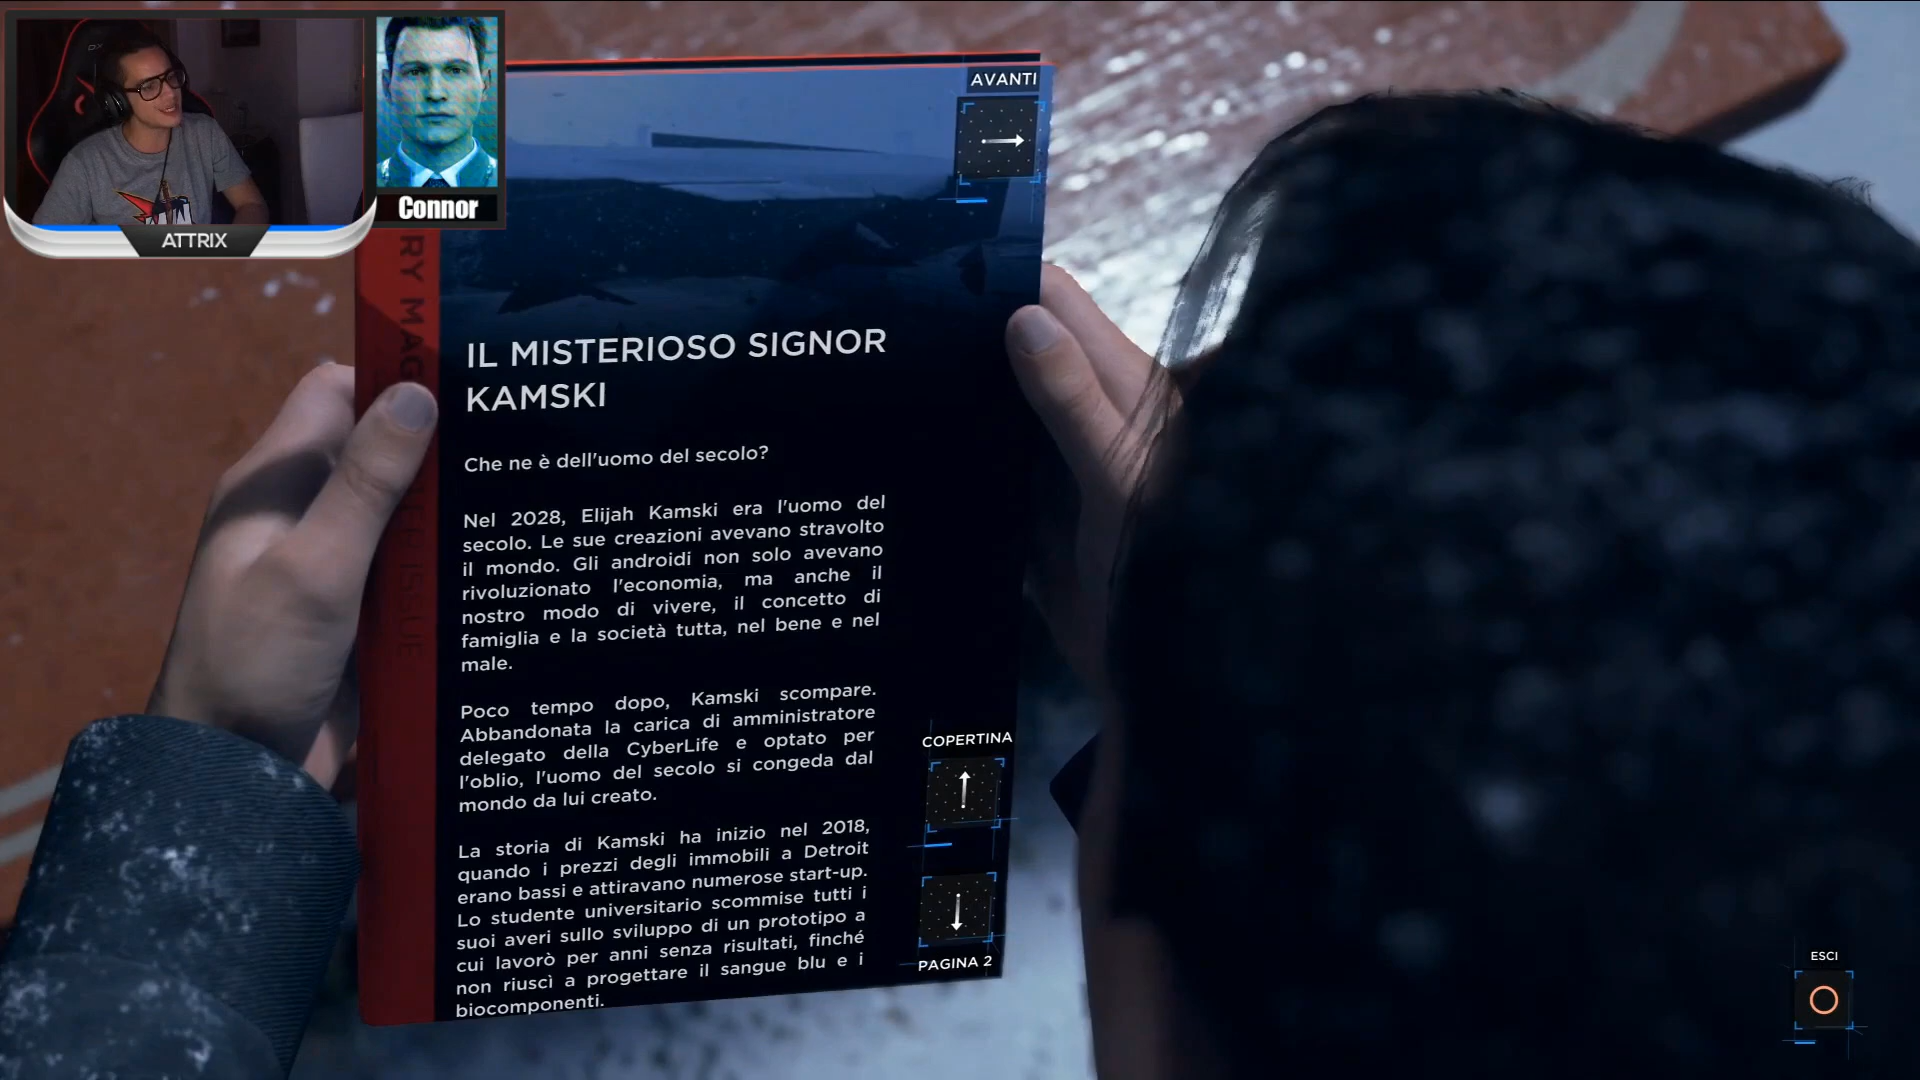 ATTRIX
Connor
AVANTI
IL MISTERIOSO SIGNOR
KAMSKI
Che ne è dell'uomo del secolo?
Nel 2028, Elijah Kamski era l'uomo del
secolo. Le sue creazioni avevano stravolto
il mondo. Gli androidi non solo avevano
rivoluzionato l'economia, ma anche il
nostro modo di vivere, il concetto di
famiglia e la società tutta, nel bene e nel
male.
Poco tempo dopo, Kamski scompare.
Abbandonata la carica di amministratore
delegato della CyberLife e optato per
l'oblio, l'uomo del secolo si congeda dal
mondo da lui creato.
La storia di Kamski ha inizio nel 2018,
quando i prezzi degli immobili a Detroit
erano bassi e attiravano numerose start-up.
Lo studente universitario scommise tutti i
suoi averi sullo sviluppo di un prototipo a
cui lavorò per anni senza risultati, finché
non riuscì a progettare il sangue blu e i
biocomponenti.
COPERTINA
PAGINA 2
ESCI